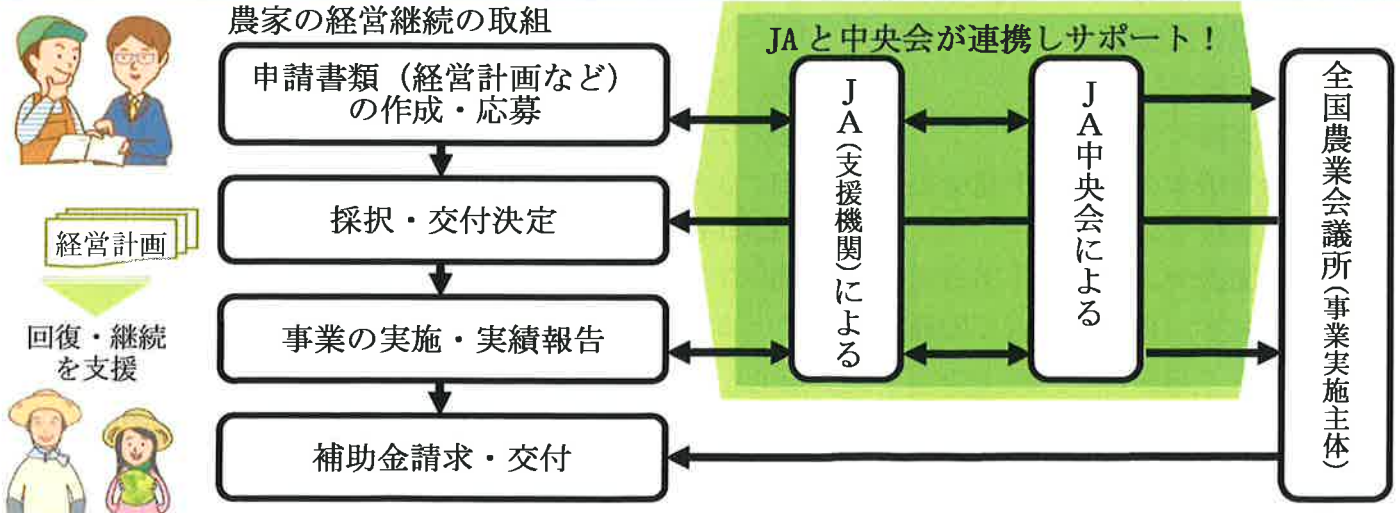 農家の経営継続の取組
申請書類（経営計画など）
の作成・応募
採択・交付決定
事業の実施・実績報告
補助金請求・交付
経営計画
回復・継続
を支援
JAと中央会が連携しサポート！
JA（支援機関）による
JA中央会による
全国農業会議所（事業実施主体）